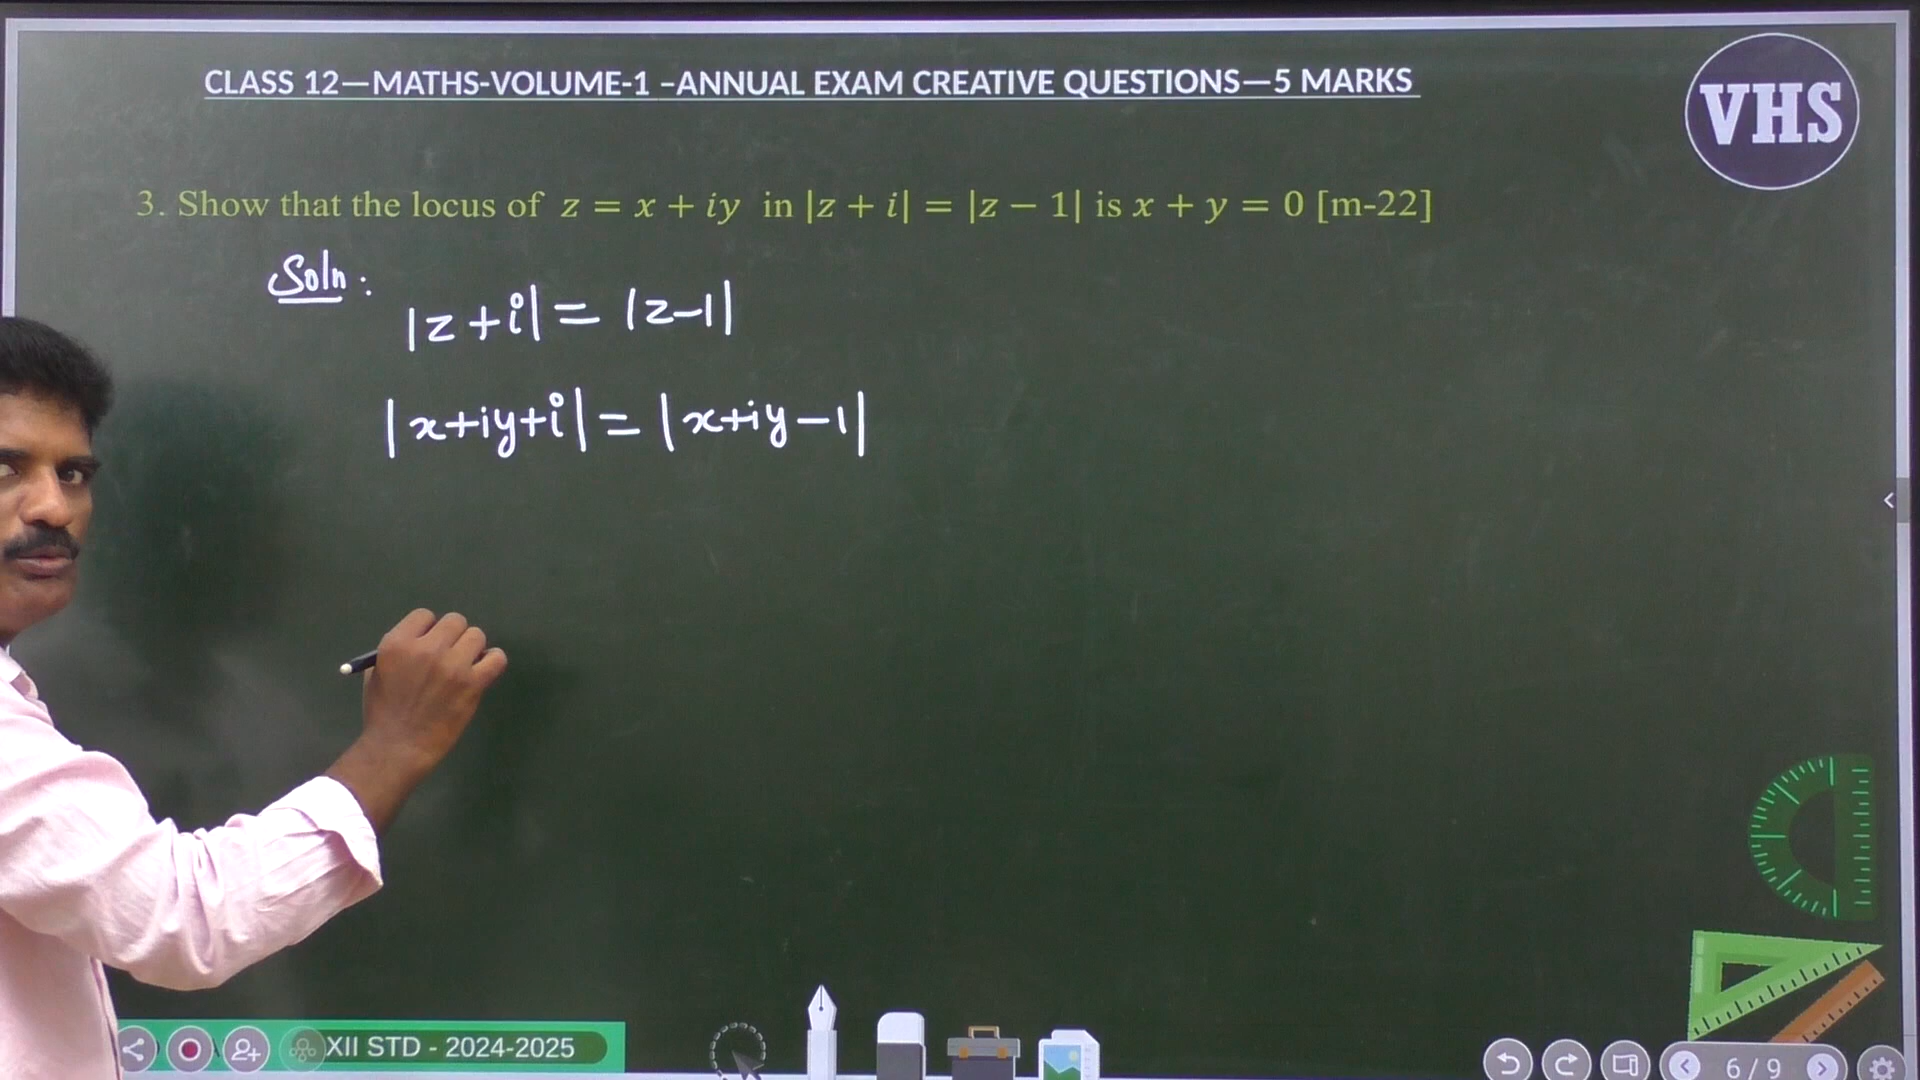 CLASS 12—MATHS-VOLUME-1 –ANNUAL EXAM CREATIVE QUESTIONS—5 MARKS
VHS
3. Show that the locus of z = x + iy in |z + i| = |z − 1| is x + y = 0 [m-22]
Soln :
|z+i| = |z-1|
|x+iy+i| = |x+iy-1|
XII STD - 2024-2025
6 / 9